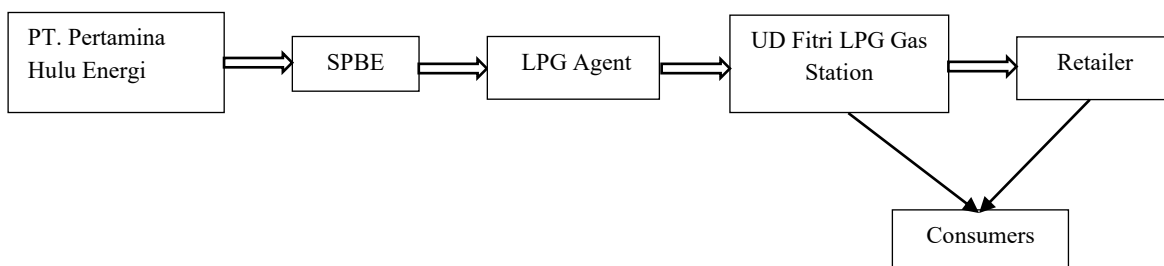 PT. Pertamina
Hulu Energi
SPBE
LPG Agent
UD Fitri LPG Gas
Station
Retailer
Consumers